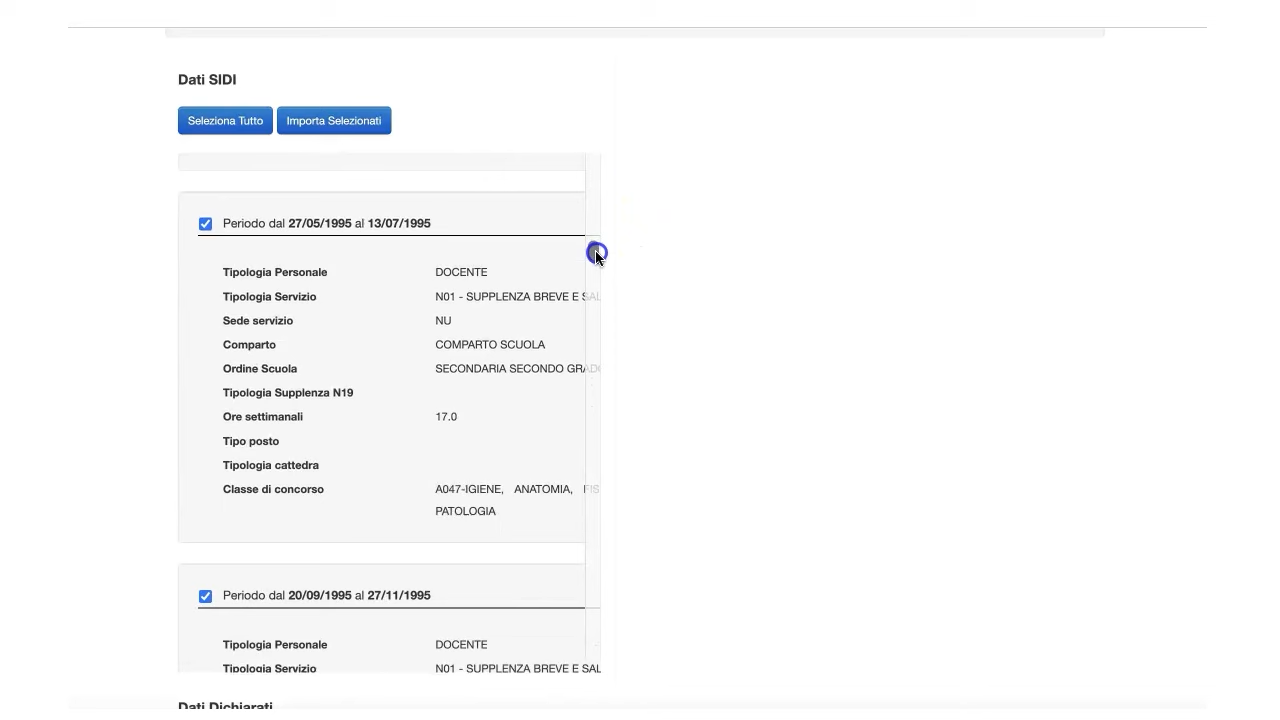 Dati SIDI
Seleziona Tutto Importa Selezionati
Periodo dal 27/05/1995 al 13/07/1995
Tipologia Personale DOCENTE
Tipologia Servizio N01 - SUPPLENZA BREVE E SAL
Sede servizio NU
Comparto COMPARTO SCUOLA
Ordine Scuola SECONDARIA SECONDO GRADO
Tipologia Supplenza N19
Ore settimanali 17.0
Tipo posto
Tipologia cattedra
Classe di concorso A047-IGIENE, ANATOMIA, FIS
PATOLOGIA
Periodo dal 20/09/1995 al 27/11/1995
Tipologia Personale DOCENTE
Tipologia Servizio N01 - SUPPLENZA BREVE E SAL
Dati Dichiarati